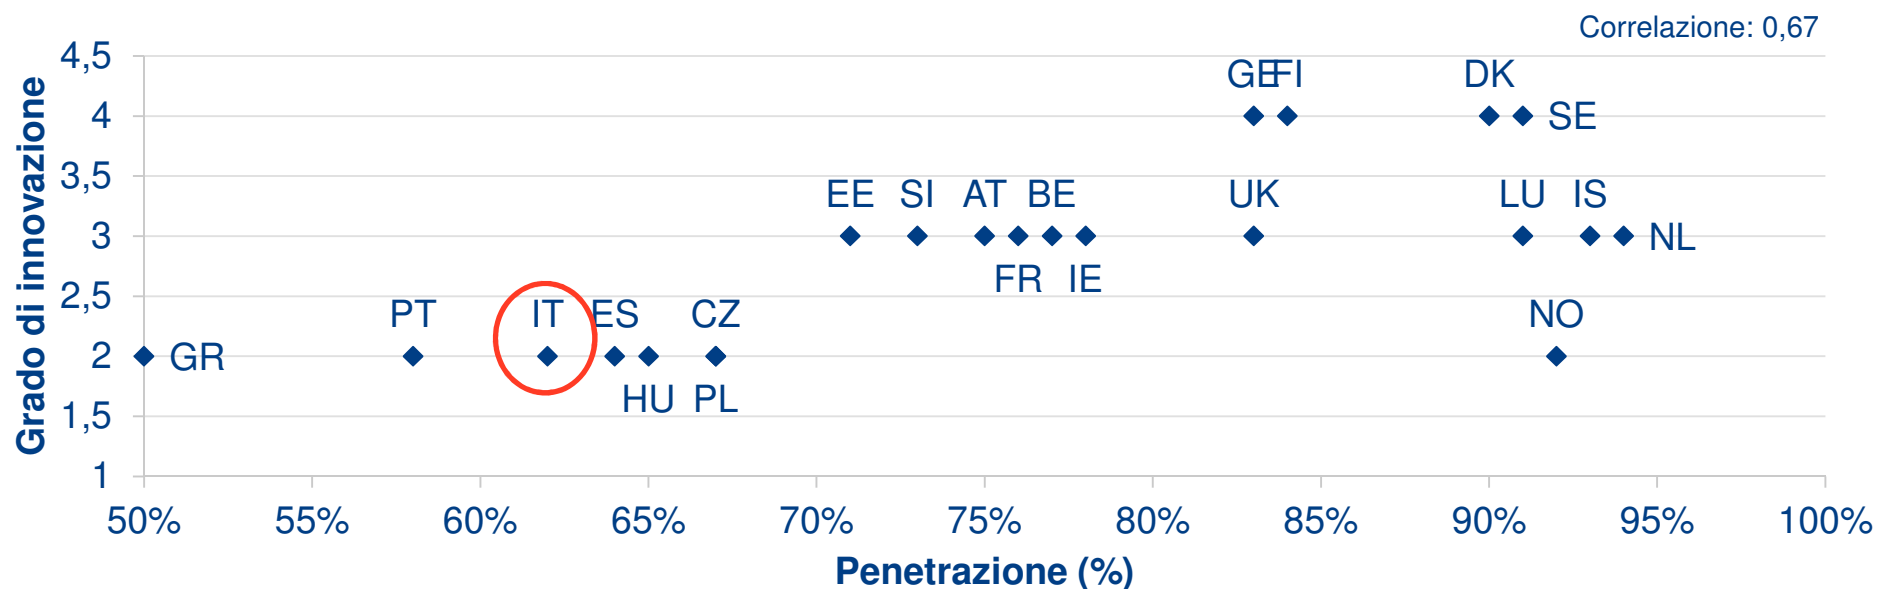 Correlazione: 0,67
Grado di innovazione
4,5
GE FI DK
4 SE
3,5
EE SI AT BE UK LU IS
3 NL
FR IE
2,5
PT IT ES CZ NO
2 GR
HU PL
1,5
1
50% 55% 60% 65% 70% 75% 80% 85% 90% 95% 100%
Penetrazione (%)